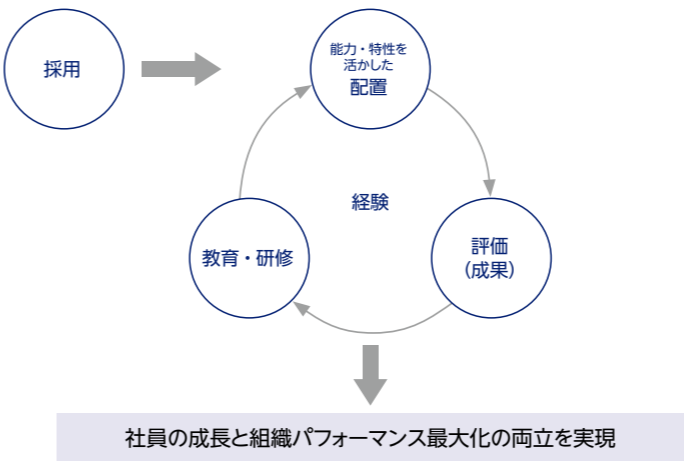 採用
能力・特性を
活かした
配置
経験
教育・研修
評価
(成果)
社員の成長と組織パフォーマンス最大化の両立を実現